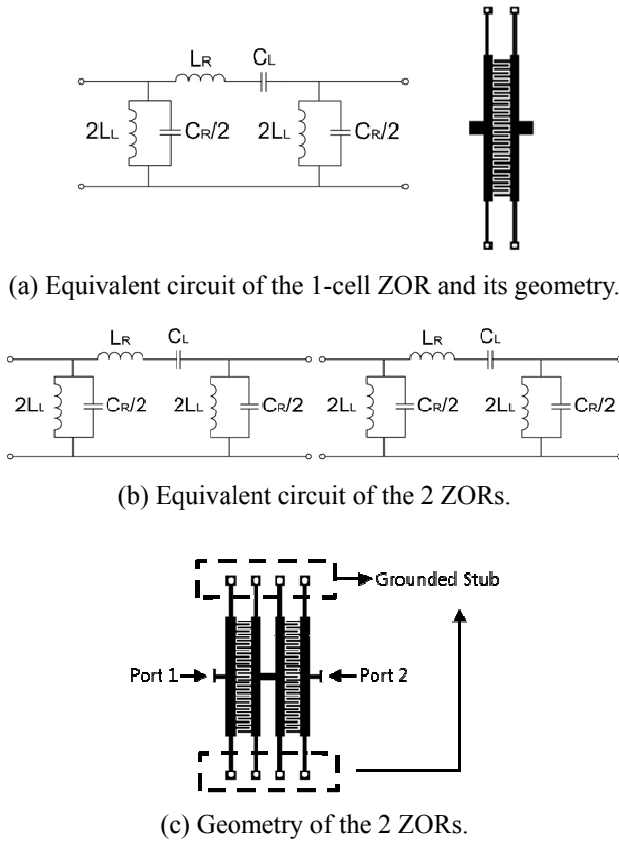 LR CL
2LL CR/2 2LL CR/2
(a) Equivalent circuit of the 1-cell ZOR and its geometry.
LR CL LR CL
2LL CR/2 2LL CR/2 2LL CR/2 2LL CR/2
(b) Equivalent circuit of the 2 ZORs.
Grounded Stub
Port 1 Port 2
(c) Geometry of the 2 ZORs.